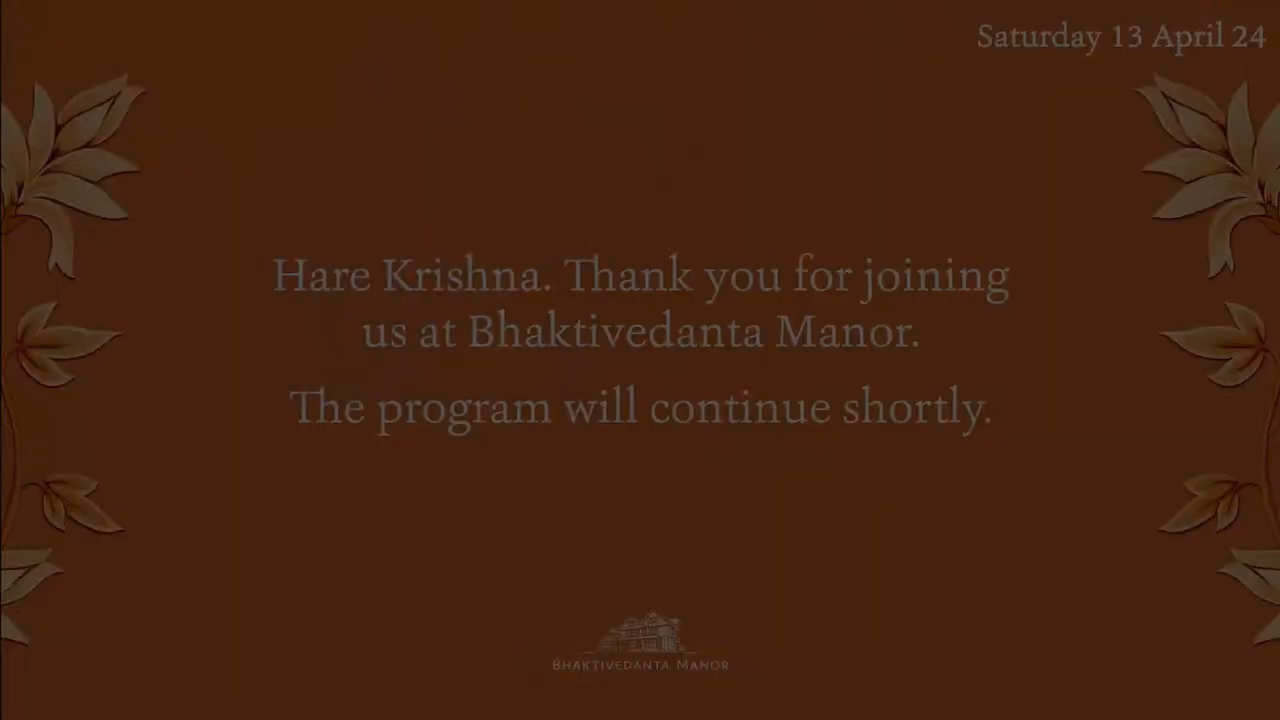 Saturday 13 April 24
Hare Krishna. Thank you for joining
us at Bhaktivedanta Manor.
The program will continue shortly.
BHAKTIVEDANTA MANOR